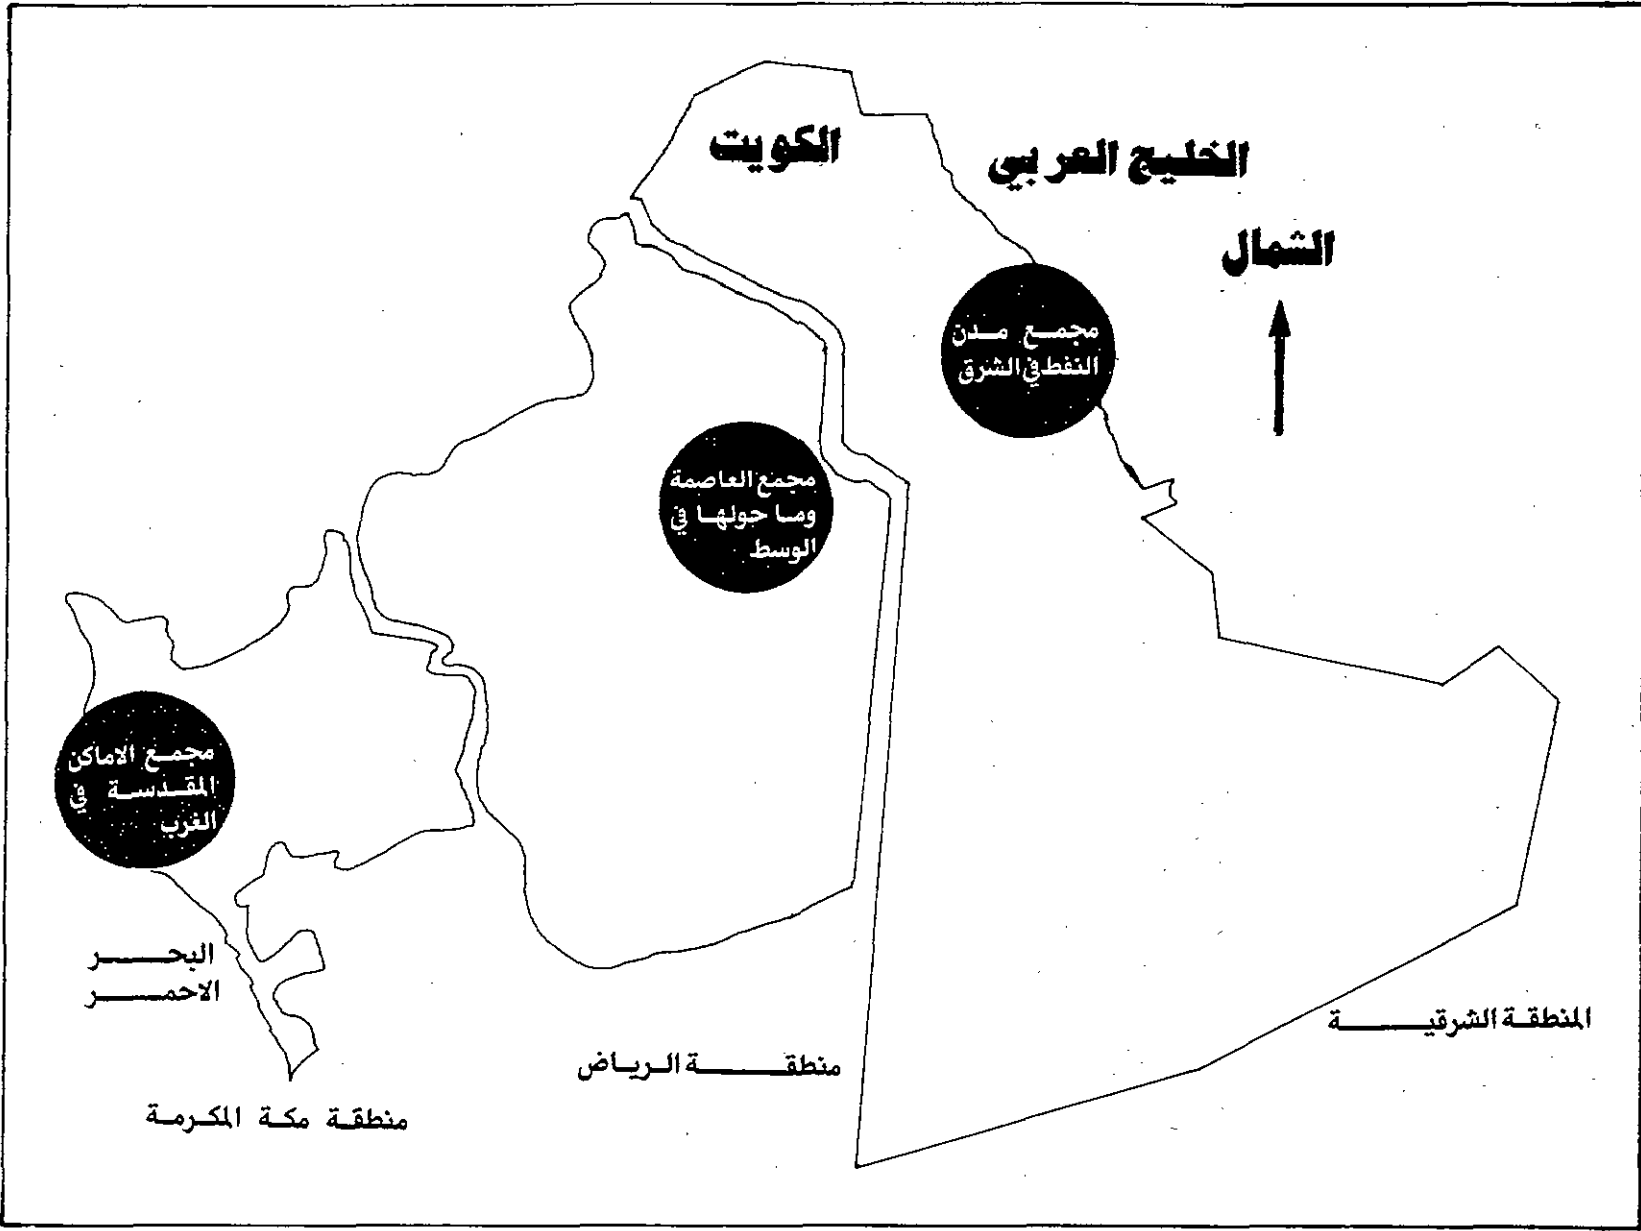 الكويت
الخليج العربي
الشمال
مجمع مدن
النفط في الشرق
مجمع العاصمة
وما حولها في
الوسط
مجمع الاماكن
المقدسة في
الغرب
البحر
الاحمر
المنطقة الشرقية
منطقة الرياض
منطقة مكة المكرمة